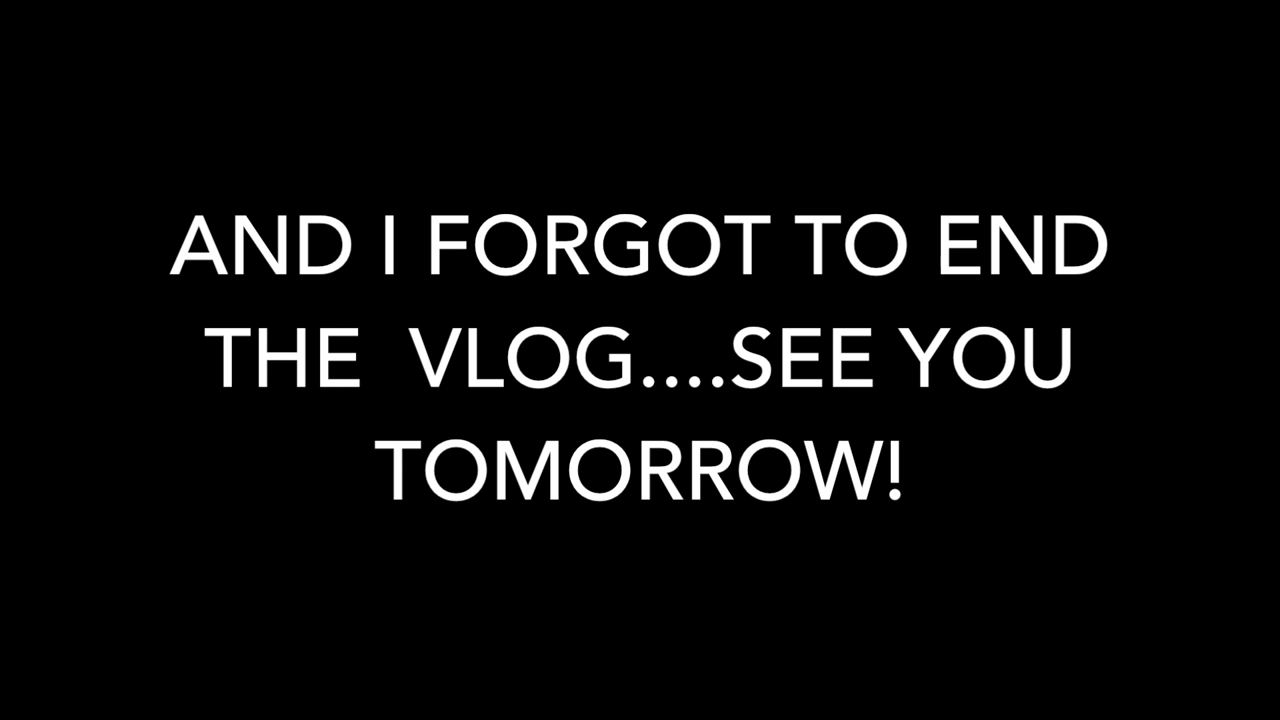 AND I FORGOT TO END
THE  VLOG....SEE YOU
TOMORROW!